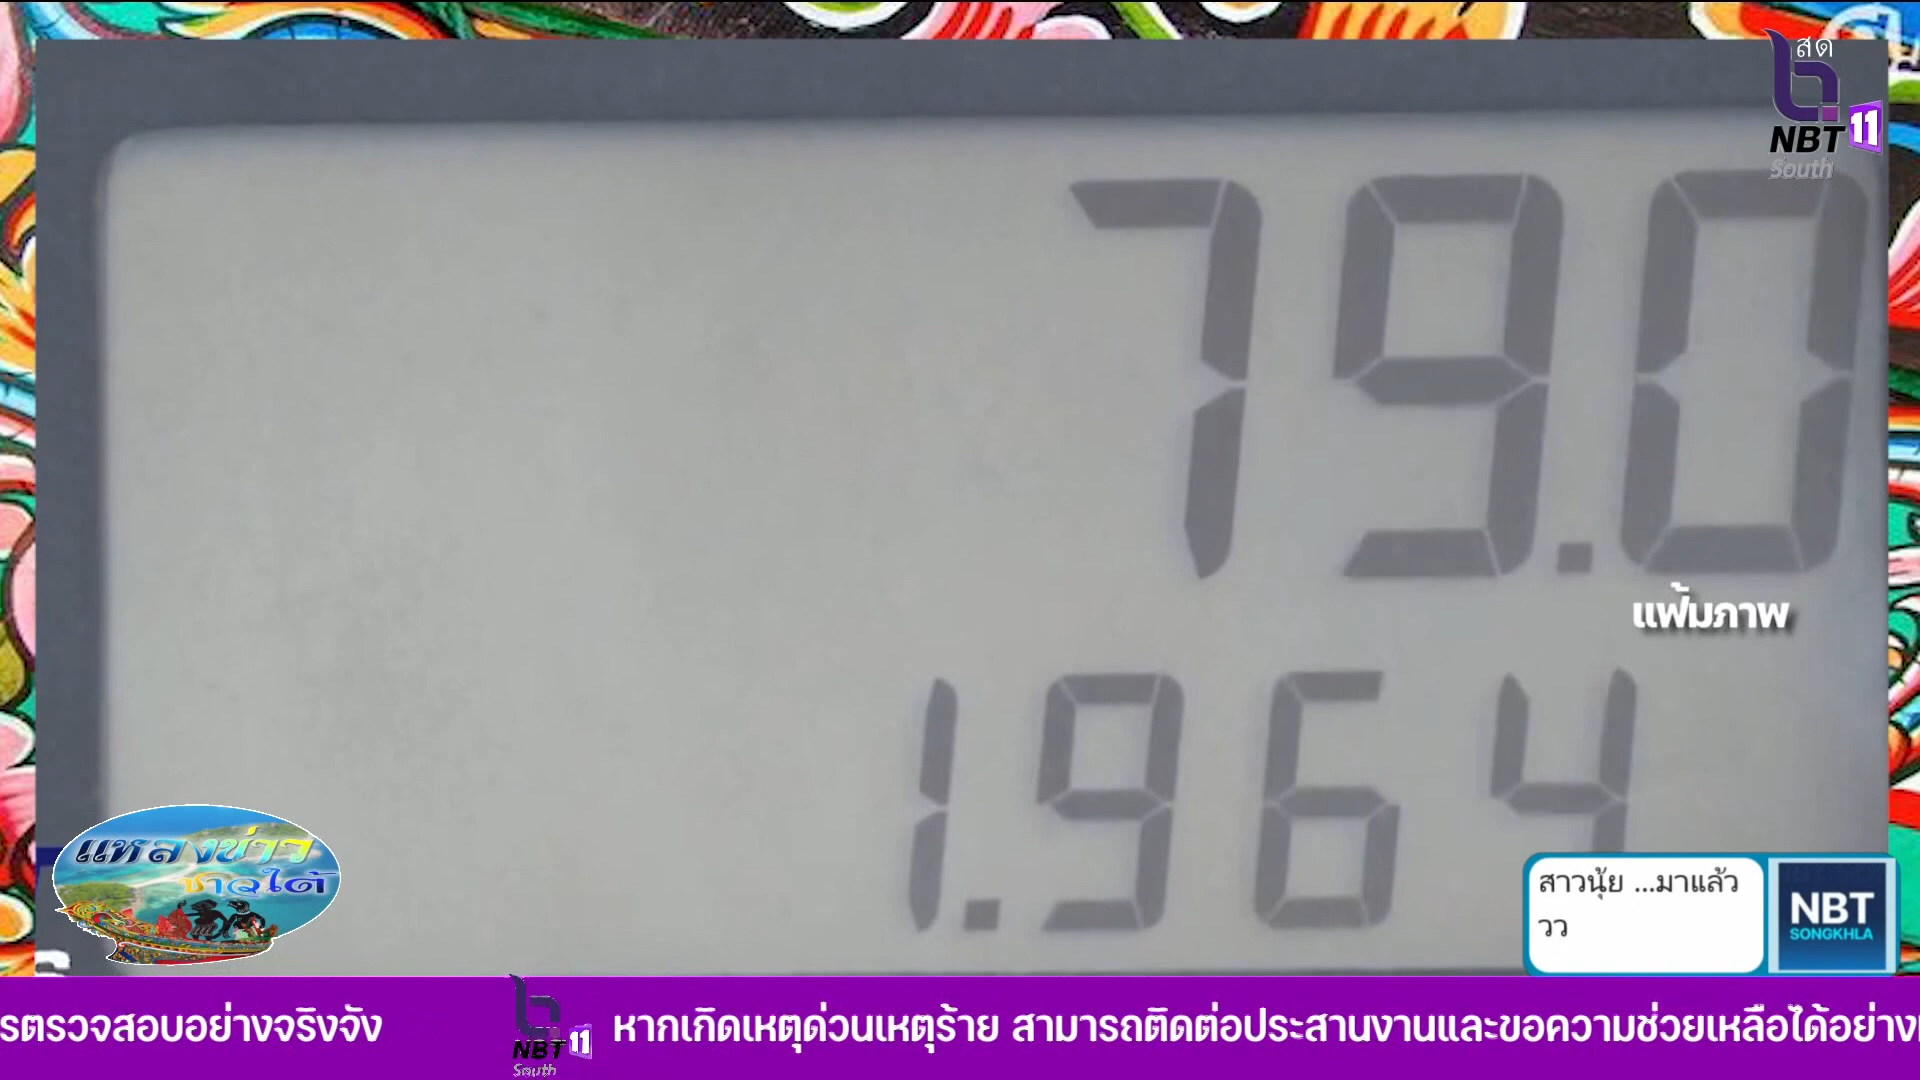 สด
NBT 11
South
79.0
แฟ้มภาพ
1.964
แหลงข่าว
ชาวใต้
สาวนุ้ย ...มาแล้ว
วว
NBT
SONGKHLA
รตรวจสอบอย่างจริงจัง
NBT 11
South
หากเกิดเหตุด่วนเหตุร้าย สามารถติดต่อประสานงานและขอความช่วยเหลือได้อย่าง